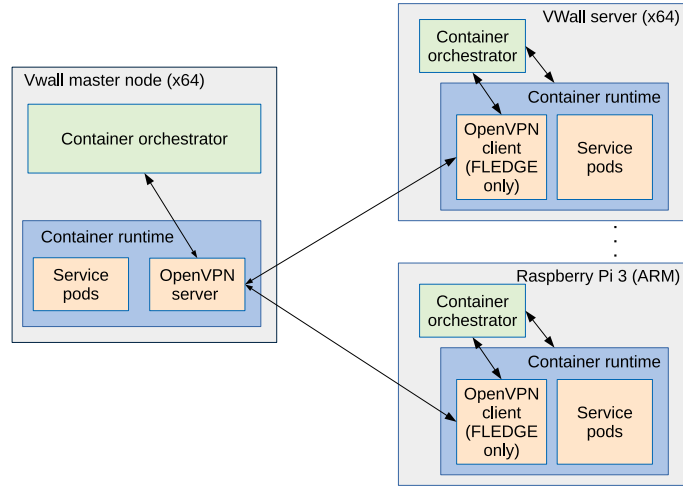 Vwall master node (x64)
Container orchestrator
Container runtime
Service
pods
OpenVPN
server
VWall server (x64)
Container
orchestrator
Container runtime
OpenVPN
client
(FLEDGE
only)
Service
pods
Raspberry Pi 3 (ARM)
Container
orchestrator
Container runtime
OpenVPN
client
(FLEDGE
only)
Service
pods